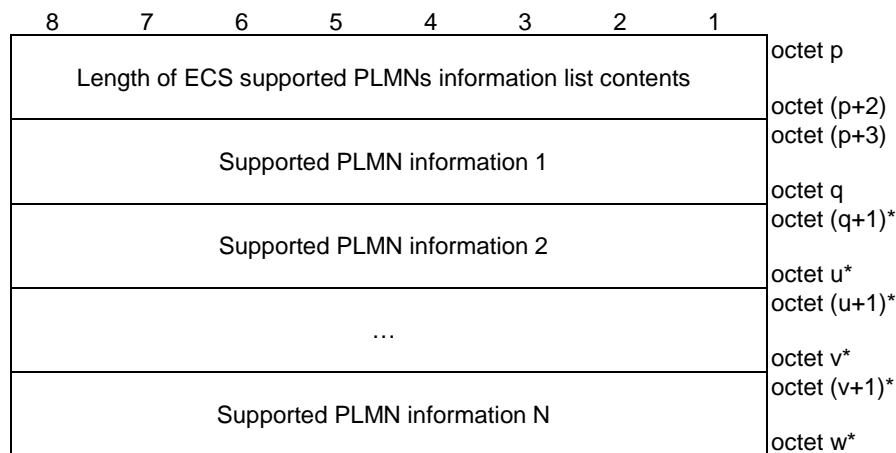 8 7 6 5 4 3 2 1
octet p
Length of ECS supported PLMNs information list contents
octet (p+2)
octet (p+3)
Supported PLMN information 1
octet q
octet (q+1)*
Supported PLMN information 2
octet u*
octet (u+1)*
…
octet v*
octet (v+1)*
Supported PLMN information N
octet w*